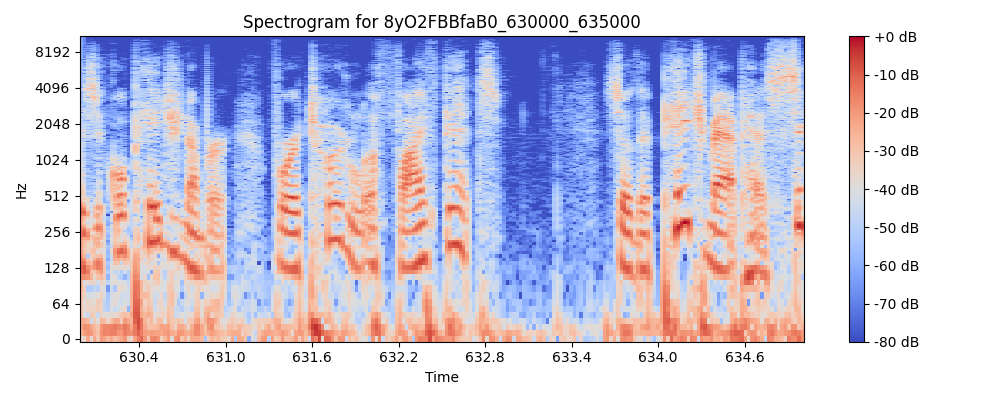 Spectrogram for 8yO2FBBfaB0_630000_635000
8192
4096
2048
1024
512
256
128
64
0
Hz
630.4 631.0 631.6 632.2 632.8 633.4 634.0 634.6
Time
+0 dB
-10 dB
-20 dB
-30 dB
-40 dB
-50 dB
-60 dB
-70 dB
-80 dB